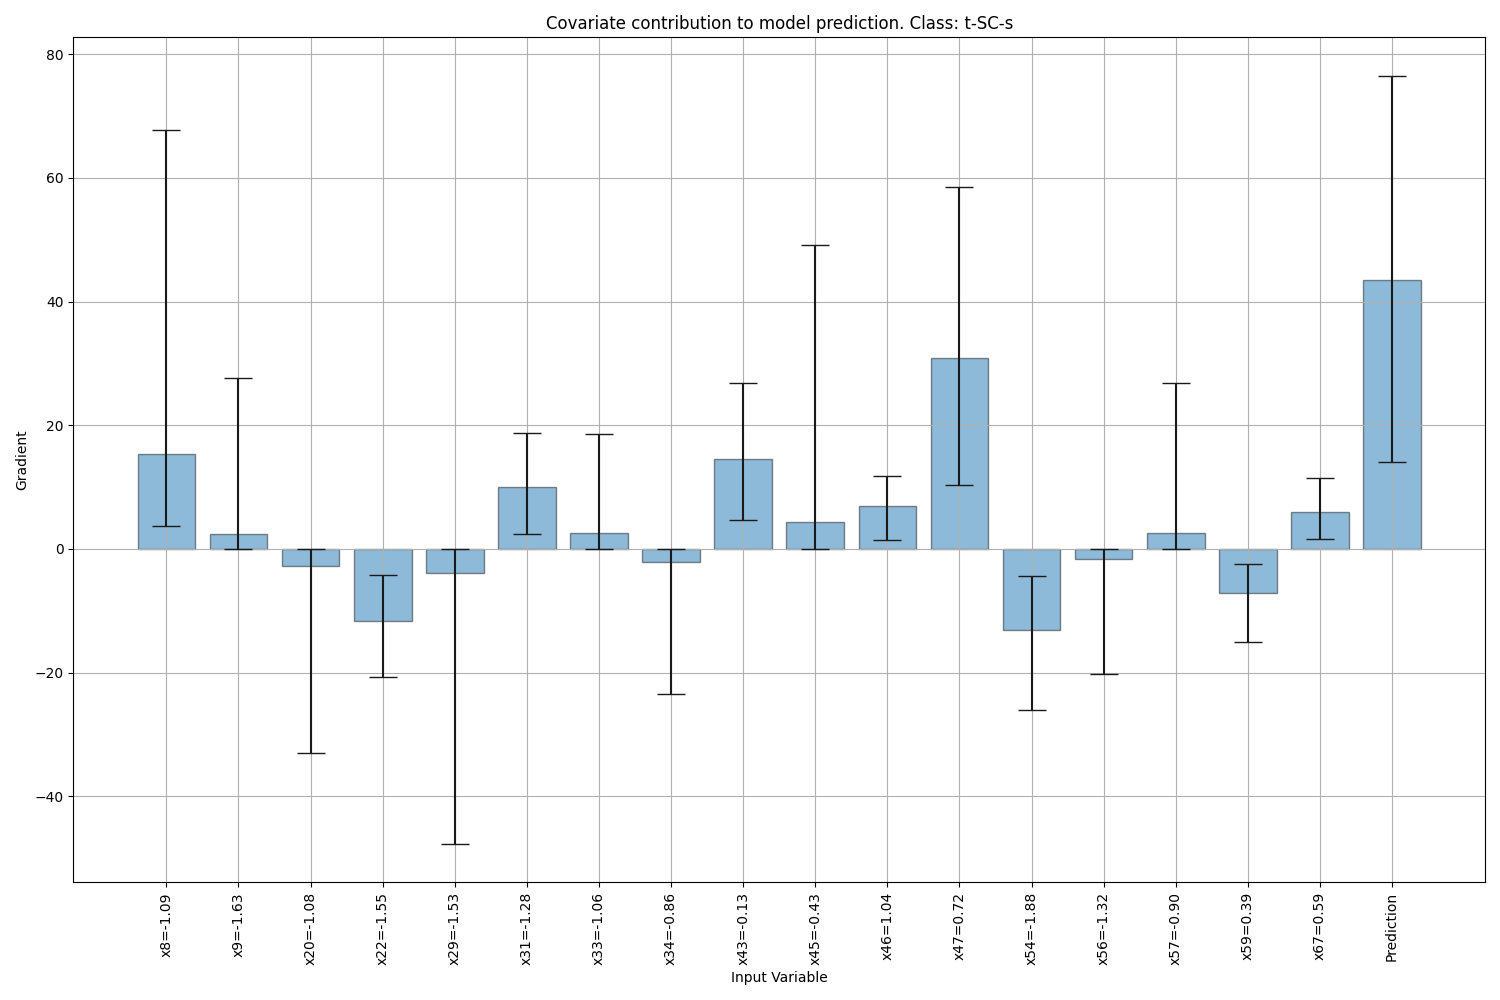 Covariate contribution to model prediction. Class: t-SC-s
80
60
40
20
0
−20
−40
Gradient
x8=-1.09
x9=-1.63
x20=-1.08
x22=-1.55
x29=-1.53
x31=-1.28
x33=-1.06
x34=-0.86
x43=-0.13
x45=-0.43
x46=1.04
x47=0.72
x54=-1.88
x56=-1.32
x57=-0.90
x59=0.39
x67=0.59
Prediction
Input Variable